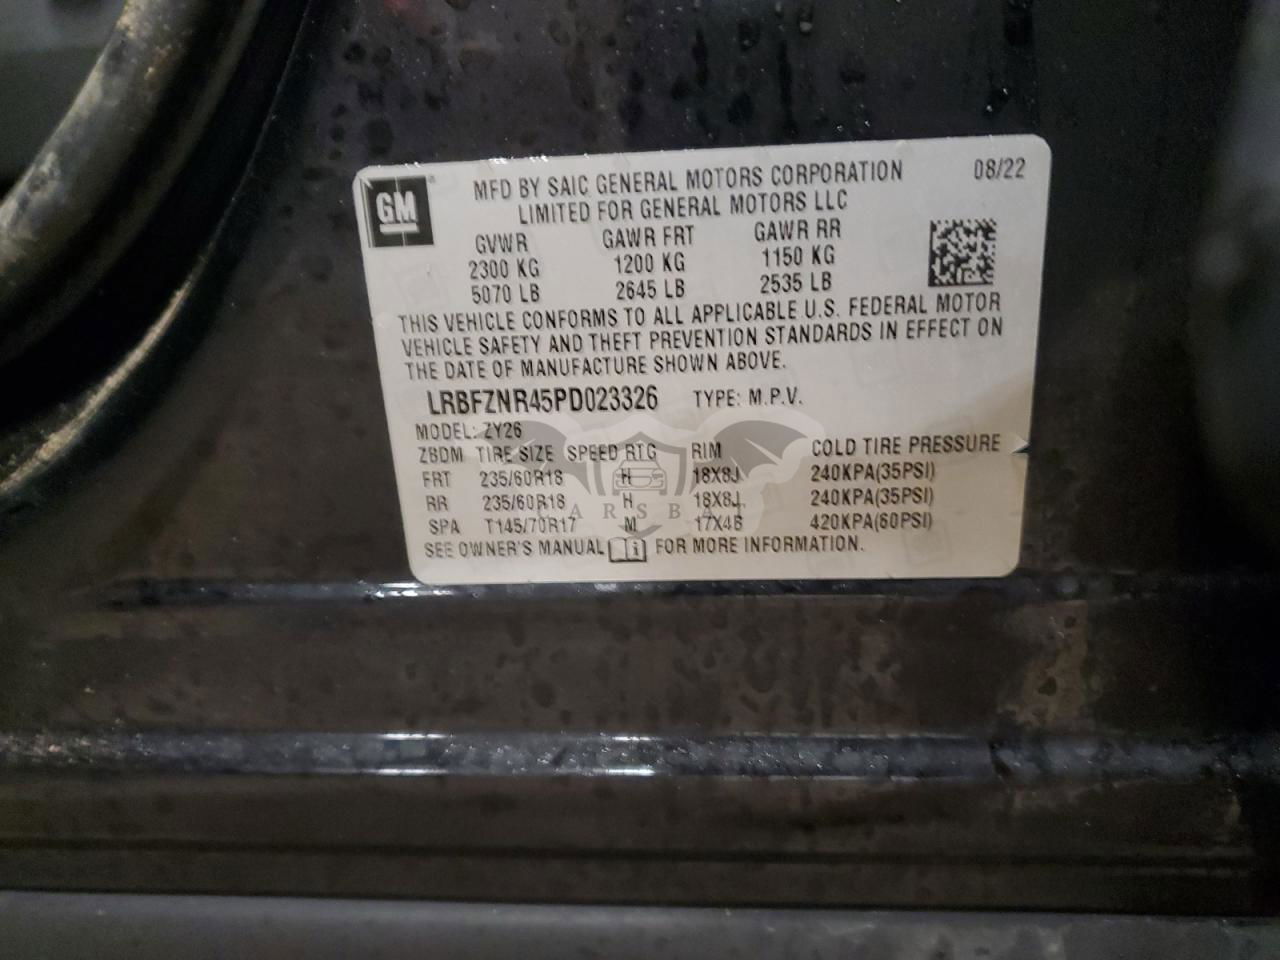 GM
MFD BY SAIC GENERAL MOTORS CORPORATION 08/22
LIMITED FOR GENERAL MOTORS LLC
GVWR GAWR FRT GAWR RR
2300 KG 1200 KG 1150 KG
5070 LB 2645 LB 2535 LB
THIS VEHICLE CONFORMS TO ALL APPLICABLE U.S. FEDERAL MOTOR
VEHICLE SAFETY AND THEFT PREVENTION STANDARDS IN EFFECT ON
THE DATE OF MANUFACTURE SHOWN ABOVE.
LRBFZNR45PD023326 TYPE: M.P.V.
MODEL: ZY26
ZBDM TIRE SIZE SPEED RTG RIM COLD TIRE PRESSURE
FRT 235/60R18 H 18X8J 240KPA(35PSI)
RR 235/60R18 H 18X8J 240KPA(35PSI)
SPA T145/70R17 M 17X4B 420KPA(60PSI)
SEE OWNER'S MANUAL i FOR MORE INFORMATION.
CARSBAT